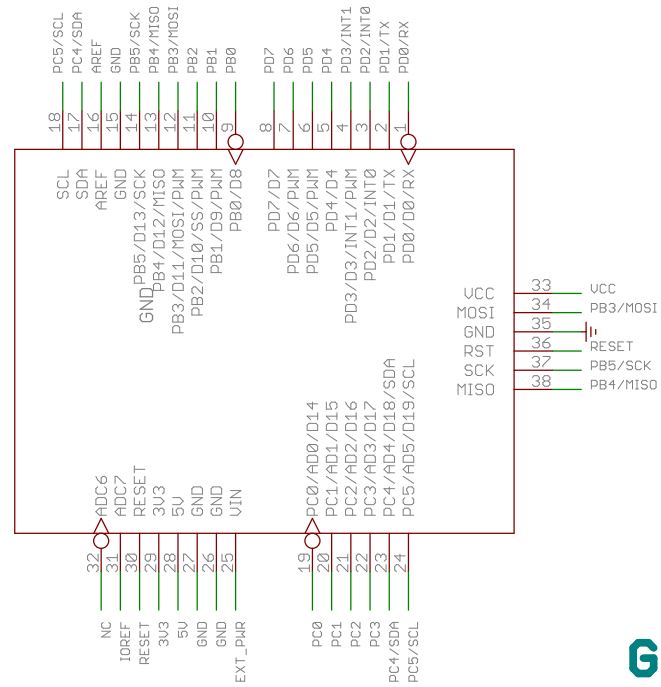 PC5/SCL
PC4/SDA
AREF
GND
PB5/SCK
PB4/MISO
PB3/MOSI
PB2
PB1
PB0
PD7
PD6
PD5
PD4
PD3/INT1
PD2/INT0
PD1/TX
PD0/RX
18
17
16
15
14
13
12
11
10
9
8
7
6
5
4
3
2
1
SCL
SDA
AREF
GND
PB5/D13/SCK
GND
PB4/D12/MISO
PB3/D11/MOSI/PWM
PB2/D10/SS/PWM
PB1/D9/PWM
PB0/D8
PD7/D7
PD6/D6/PWM
PD5/D5/PWM
PD4/D4
PD3/D3/INT1/PWM
PD2/D2/INT0
PD1/D1/TX
PD0/D0/RX
VCC 33 VCC
MOSI 34 PB3/MOSI
GND 35
RST 36 RESET
SCK 37 PB5/SCK
MISO 38 PB4/MISO
ADC6
ADC7
RESET
3V3
5V
GND
GND
VIN
PC0/AD0/D14
PC1/AD1/D15
PC2/AD2/D16
PC3/AD3/D17
PC4/AD4/D18/SDA
PC5/AD5/D19/SCL
32
31
30
29
28
27
26
25
19
20
21
22
23
24
NC
IOREF
RESET
3V3
5V
GND
GND
EXT_PWR
PC0
PC1
PC2
PC3
PC4/SDA
PC5/SCL
G